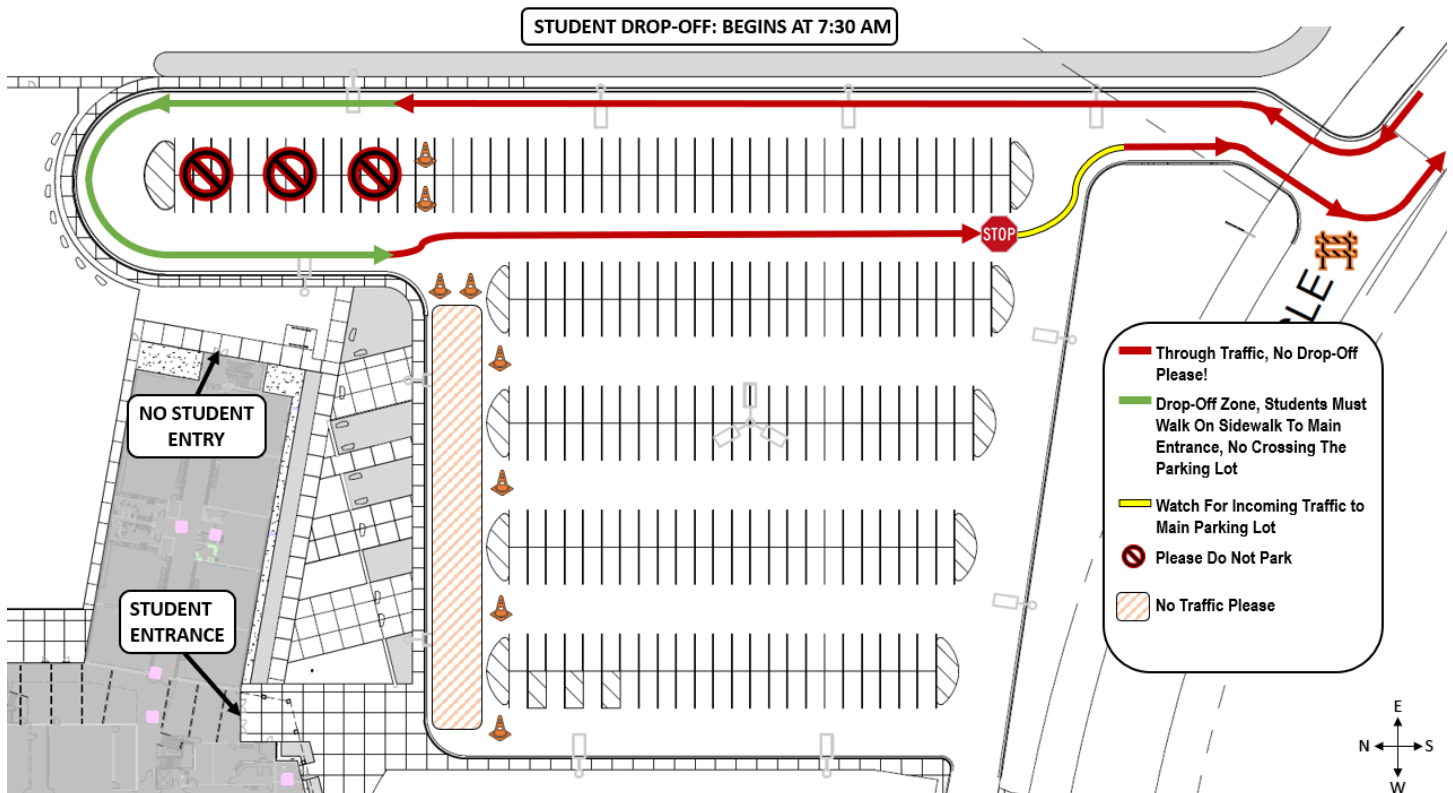 STUDENT DROP-OFF: BEGINS AT 7:30 AM
STOP
CLE
NO STUDENT
ENTRY
STUDENT
ENTRANCE
Through Traffic, No Drop-Off
Please!
Drop-Off Zone, Students Must
Walk On Sidewalk To Main
Entrance, No Crossing The
Parking Lot
Watch For Incoming Traffic to
Main Parking Lot
Please Do Not Park
No Traffic Please
E
N S
W